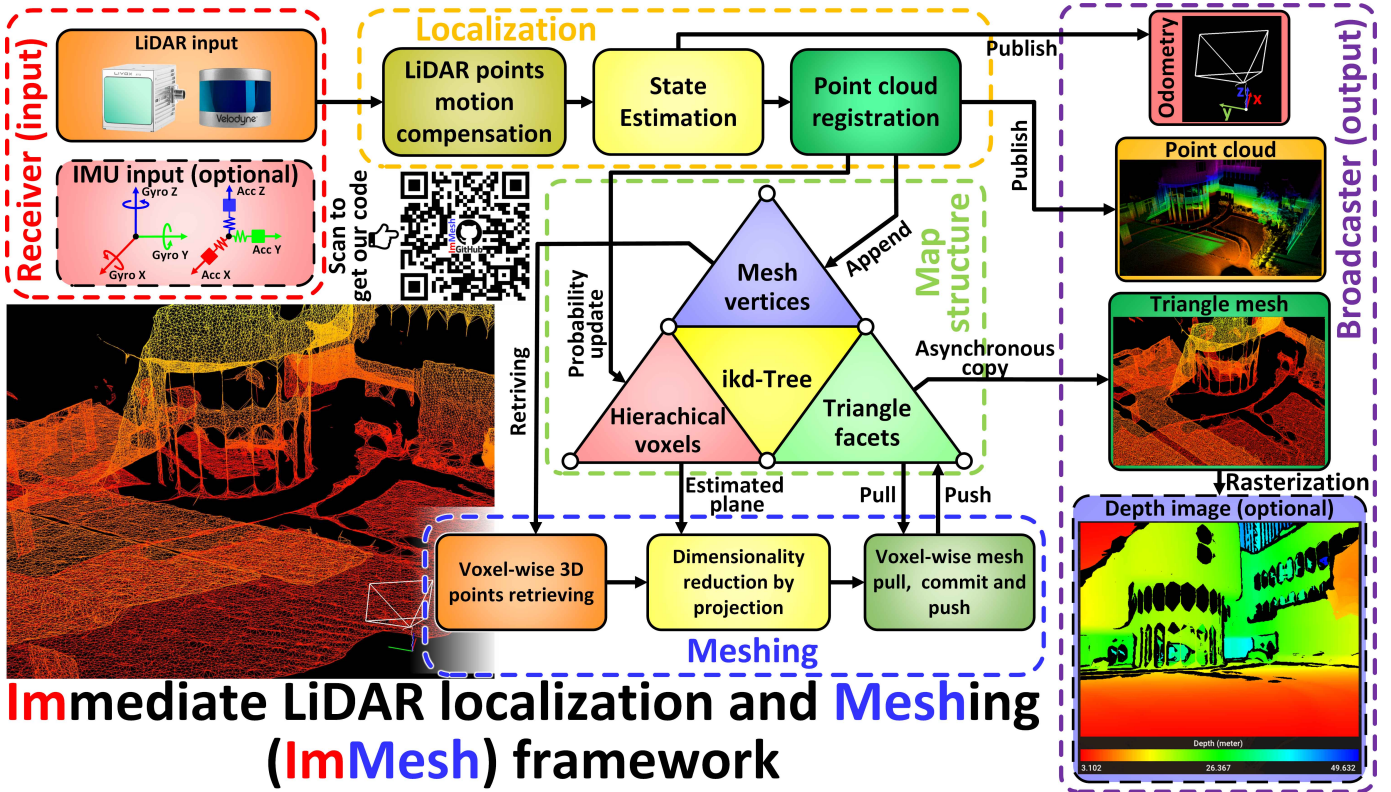 Receiver (input)
LiDAR input
LIVOX
Velodyne
IMU input (optional)
Gyro Z
Gyro Y
Gyro X
Acc Z
Acc Y
Acc X
Localization
LiDAR points
motion
compensation
State
Estimation
Point cloud
registration
Publish
Publish
Scan to
get our code
ImMesh
GitHub
Map
structure
Append
Probability
update
Retriving
Mesh
vertices
ikd-Tree
Hierachical
voxels
Triangle
facets
Asynchronous
copy
Estimated
plane
Pull
Push
Voxel-wise 3D
points retrieving
Dimensionality
reduction by
projection
Voxel-wise mesh
pull, commit and
push
Meshing
Broadcaster (output)
Odometry
z
x
y
Point cloud
Triangle mesh
Rasterization
Depth image (optional)
Depth (meter)
3.102
26.367
49.632
Immediate LiDAR localization and Meshing
(ImMesh) framework